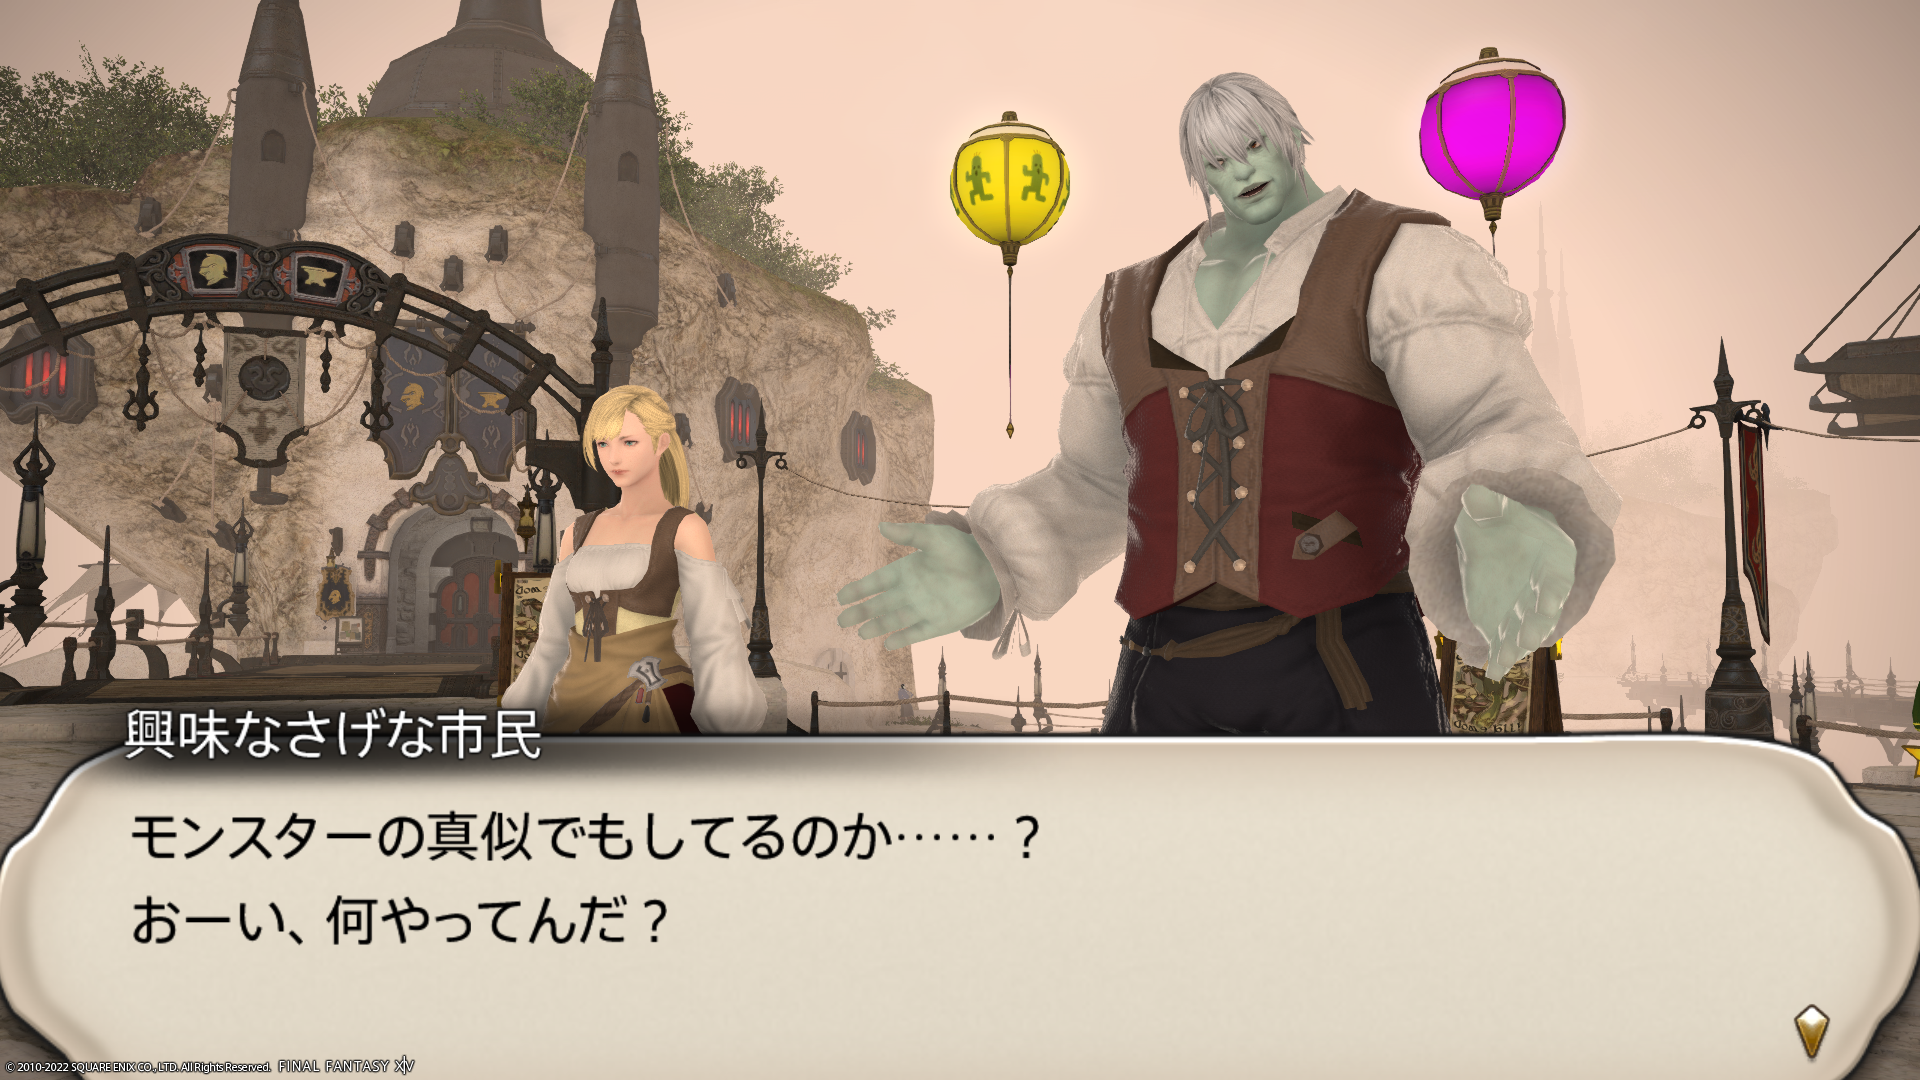 興味なさげな市民
モンスターの真似でもしてるのか……？
おーい、何やってんだ？
© 2010-2022 SQUARE ENIX CO., LTD. All Rights Reserved. FINAL FANTASY XIV